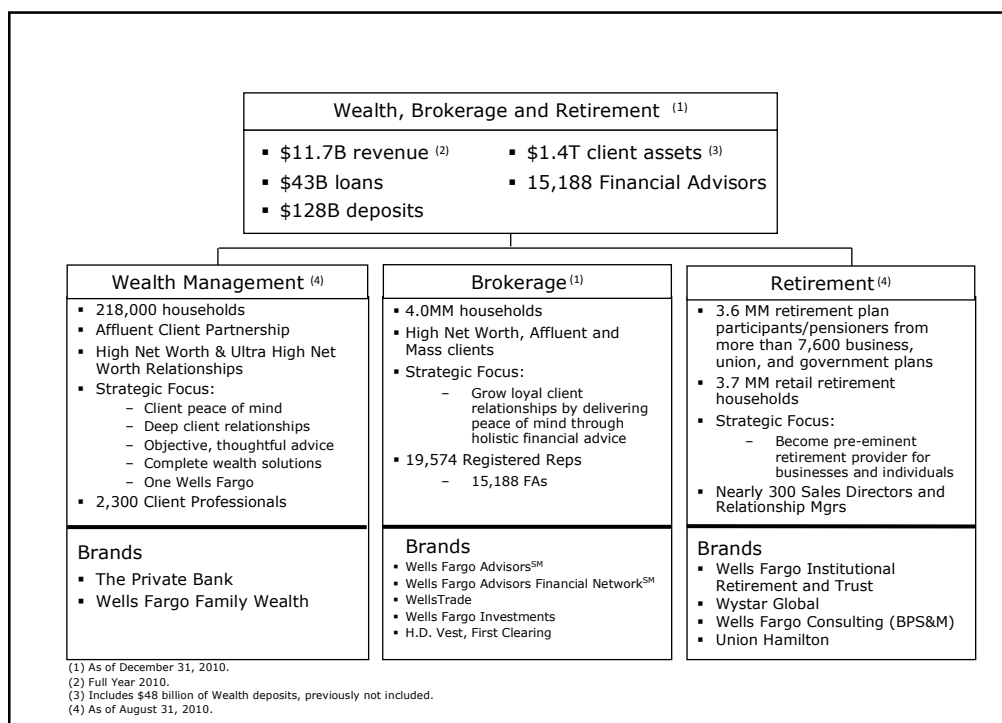 Wealth, Brokerage and Retirement (1)
▪ $11.7B revenue (2)
▪ $43B loans
▪ $128B deposits
▪ $1.4T client assets (3)
▪ 15,188 Financial Advisors
Wealth Management (4)
▪ 218,000 households
▪ Affluent Client Partnership
▪ High Net Worth & Ultra High Net
Worth Relationships
▪ Strategic Focus:
– Client peace of mind
– Deep client relationships
– Objective, thoughtful advice
– Complete wealth solutions
– One Wells Fargo
▪ 2,300 Client Professionals
Brands
▪ The Private Bank
▪ Wells Fargo Family Wealth
Brokerage (1)
▪ 4.0MM households
▪ High Net Worth, Affluent and
Mass clients
▪ Strategic Focus:
– Grow loyal client
relationships by delivering
peace of mind through
holistic financial advice
▪ 19,574 Registered Reps
– 15,188 FAs
Brands
▪ Wells Fargo Advisors SM
▪ Wells Fargo Advisors Financial Network SM
▪ WellsTrade
▪ Wells Fargo Investments
▪ H.D. Vest, First Clearing
Retirement (4)
▪ 3.6 MM retirement plan
participants/pensioners from
more than 7,600 business,
union, and government plans
▪ 3.7 MM retail retirement
households
▪ Strategic Focus:
– Become pre-eminent
retirement provider for
businesses and individuals
▪ Nearly 300 Sales Directors and
Relationship Mgrs
Brands
▪ Wells Fargo Institutional
Retirement and Trust
▪ Wystar Global
▪ Wells Fargo Consulting (BPS&M)
▪ Union Hamilton
(1) As of December 31, 2010.
(2) Full Year 2010.
(3) Includes $48 billion of Wealth deposits, previously not included.
(4) As of August 31, 2010.